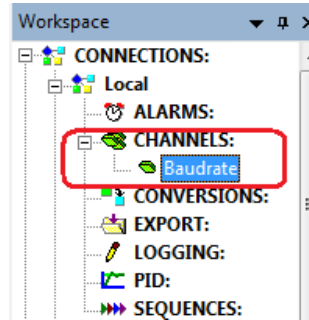 Workspace
CONNECTIONS:
Local
ALARMS:
CHANNELS:
Baudrate
CONVERSIONS:
EXPORT:
LOGGING:
PID:
SEQUENCES: